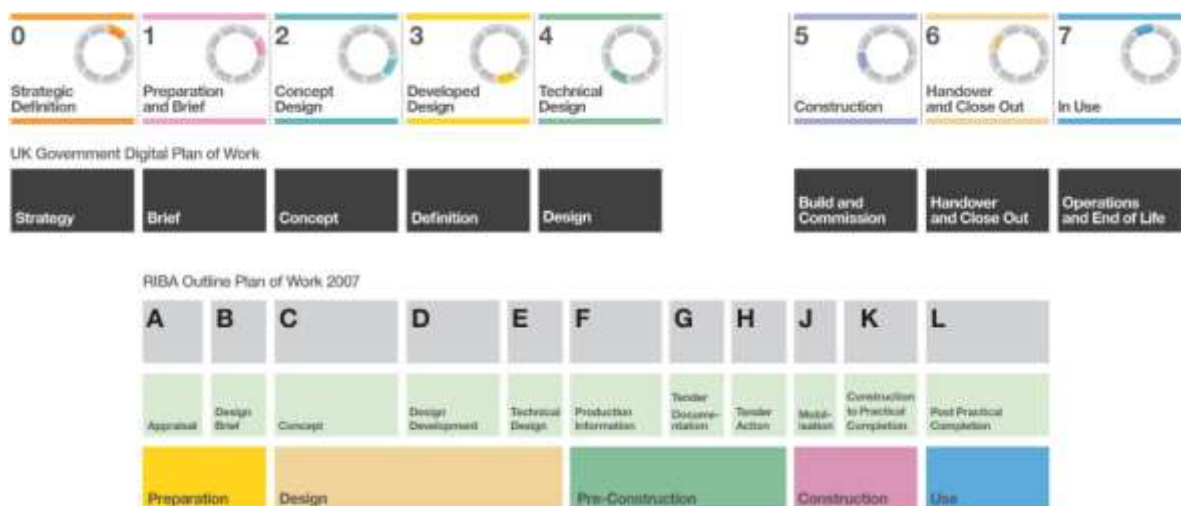 0
1
2
3
4
5
6
7
Strategic
Definition
Preparation
and Brief
Concept
Design
Developed
Design
Technical
Design
Construction
Handover
and Close Out
In Use
UK Government Digital Plan of Work
Strategy
Brief
Concept
Definition
Design
Build and
Commission
Handover
and Close Out
Operations
and End of Life
RIBA Outline Plan of Work 2007
A
B
C
D
E
F
G
H
J
K
L
Appraisal
Design
Brief
Concept
Design
Development
Technical
Design
Production
Information
Tender
Docume-
ntation
Tender
Action
Mobil-
isation
Construction
to Practical
Completion
Post Practical
Completion
Preparation
Design
Pre-Construction
Construction
Use